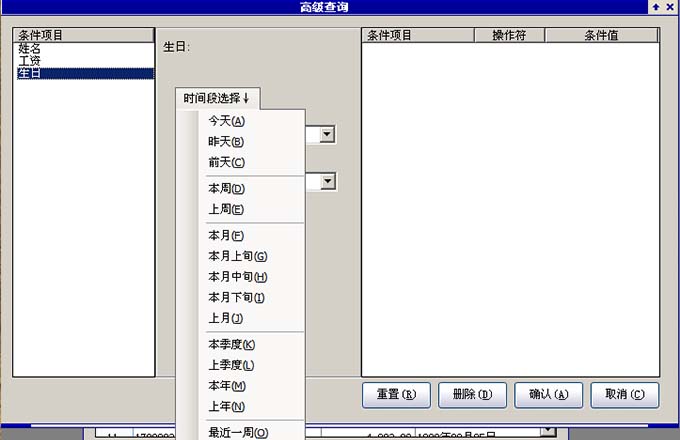 高级查询
条件项目
姓名
工资
生日
生日:
时间段选择↓
今天(A)
昨天(B)
前天(C)
本周(D)
上周(E)
本月(F)
本月上旬(G)
本月中旬(H)
本月下旬(I)
上月(J)
本季度(K)
上季度(L)
本年(M)
上年(N)
最近一周(O)
条件项目 操作符 条件值
重置(R) 删除(D) 确认(A) 取消(C)